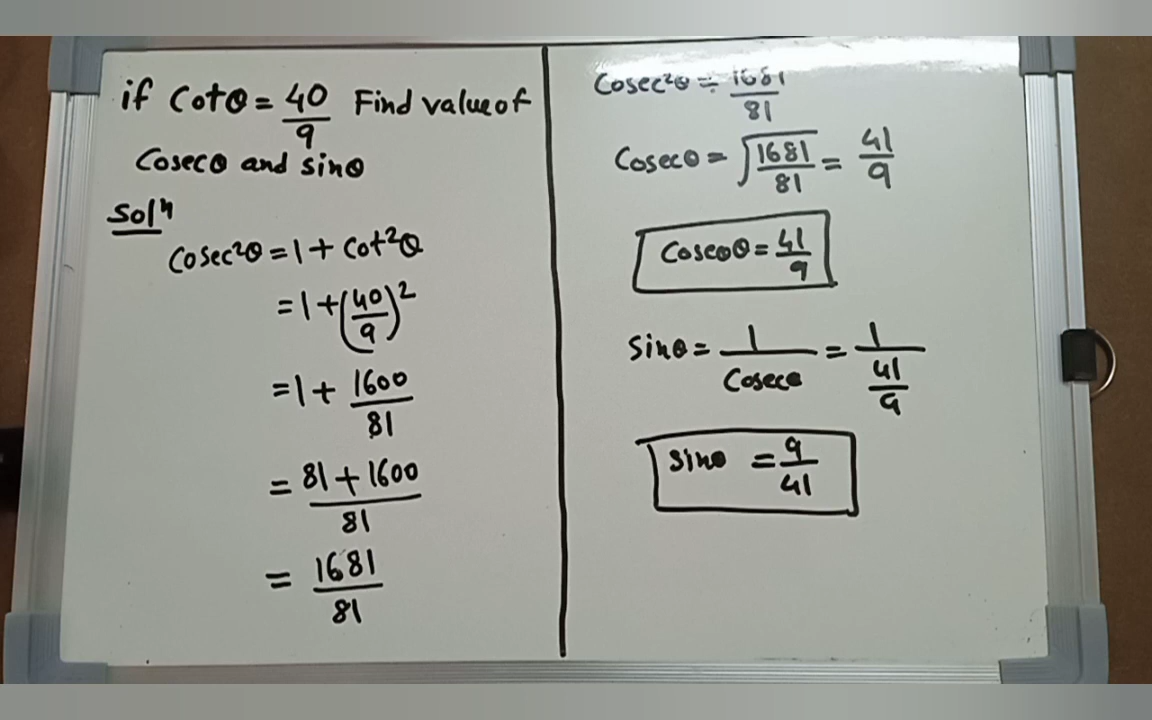 if Cotθ = 40/9 Find value of
Cosecθ and sinθ
Solⁿ
Cosec²θ = 1 + Cot²θ
= 1 + (40/9)²
= 1 + 1600/81
= 81 + 1600/81
= 1681/81
Cosec²θ = 1681/81
Cosecθ = √1681/81 = 41/9
Cosecθ = 41/9
Sinθ = 1/Cosecθ = 1/41/9
Sinθ = 9/41